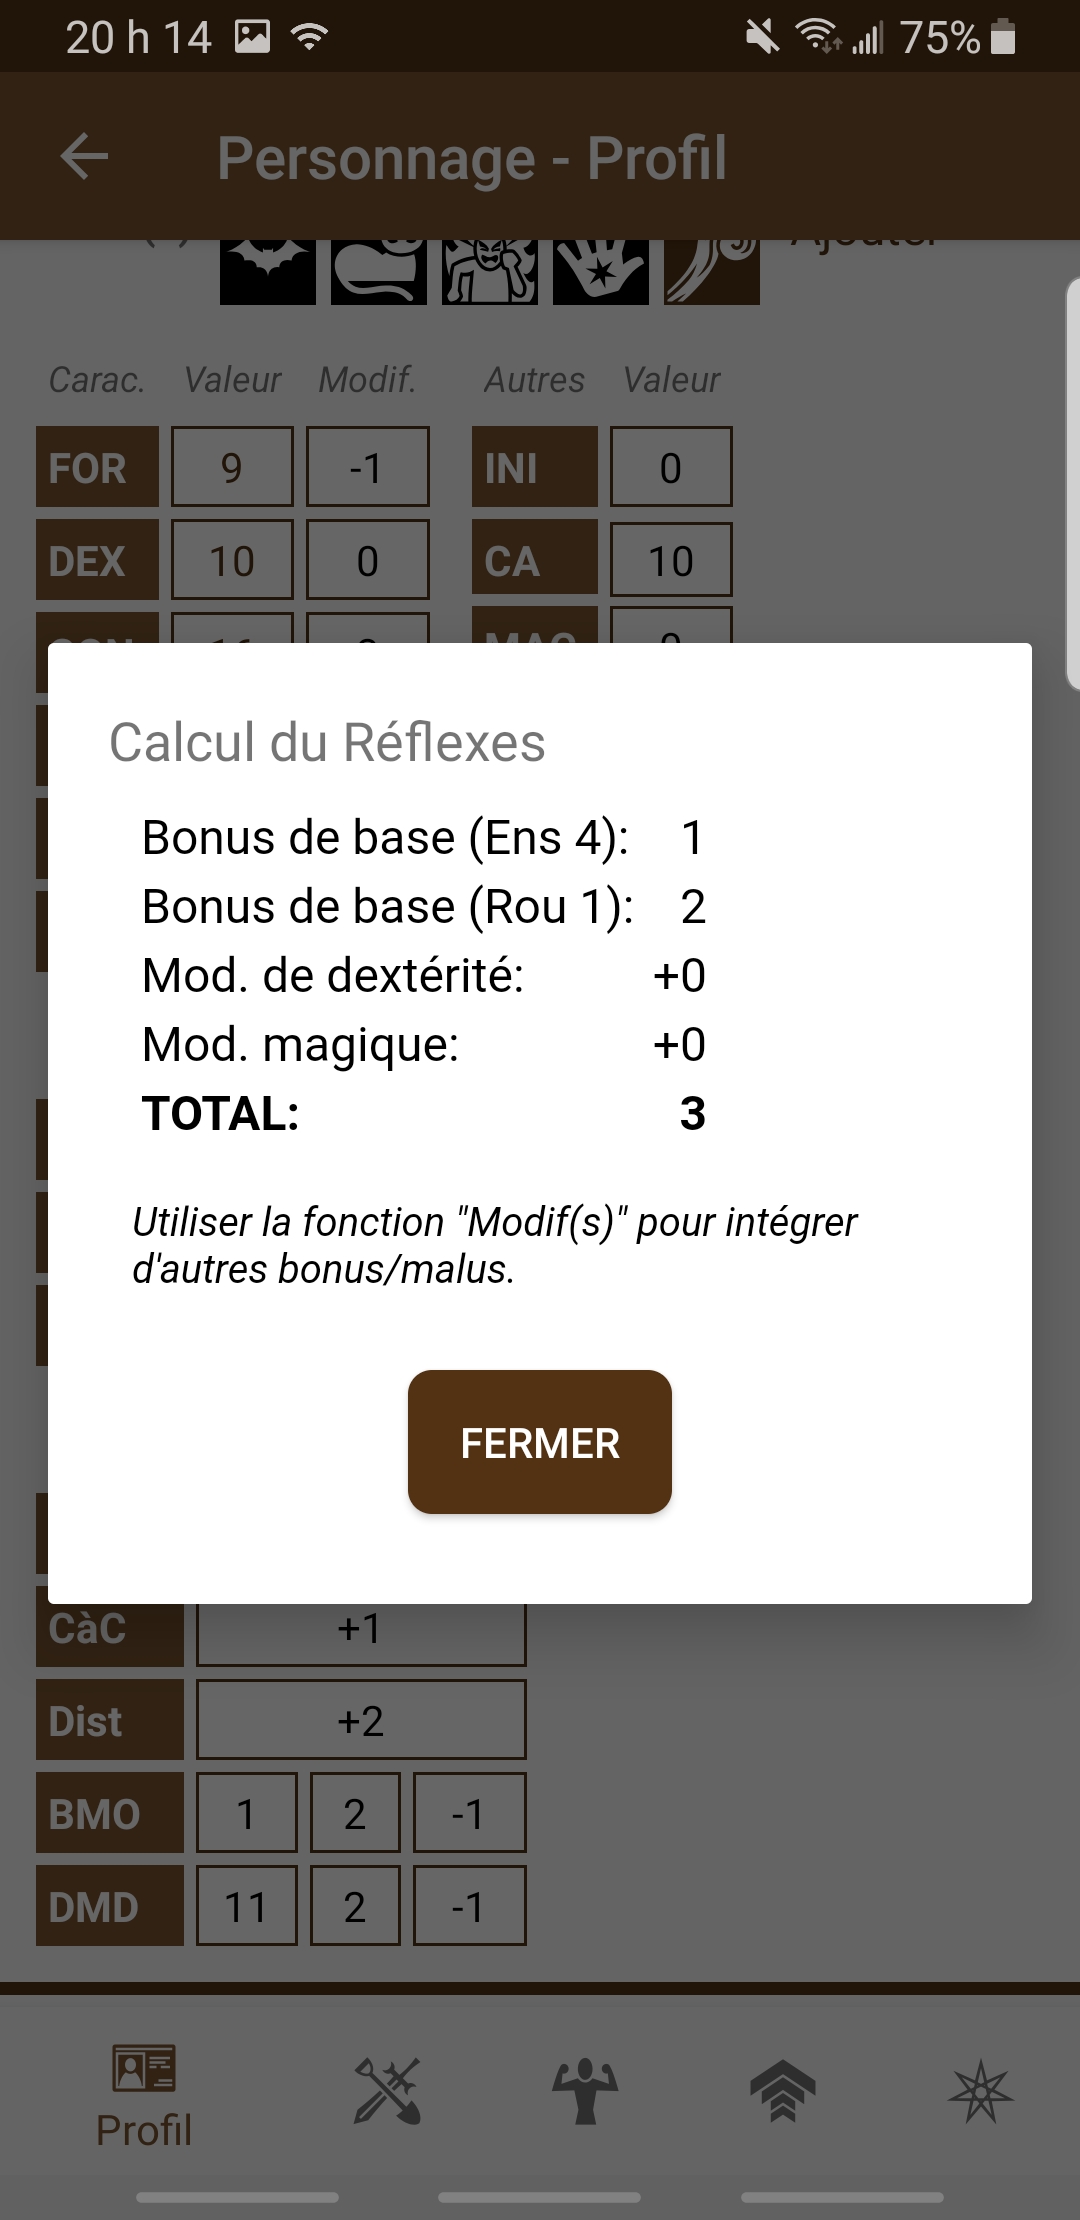 20 h 14 75%
Personnage - Profil
Ajouter
Carac. Valeur Modif. Autres Valeur
FOR 9 -1 INI 0
DEX 10 0 CA 10
Calcul du Réflexes
Bonus de base (Ens 4): 1
Bonus de base (Rou 1): 2
Mod. de dextérité: +0
Mod. magique: +0
TOTAL: 3
Utiliser la fonction "Modif(s)" pour intégrer
d'autres bonus/malus.
FERMER
CàC +1
Dist +2
BMO 1 2 -1
DMD 11 2 -1
Profil